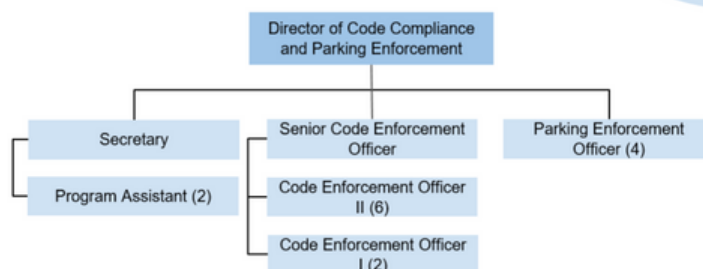 Director of Code Compliance
and Parking Enforcement
Secretary
Senior Code Enforcement
Officer
Parking Enforcement
Officer (4)
Program Assistant (2)
Code Enforcement Officer
II (6)
Code Enforcement Officer
I (2)